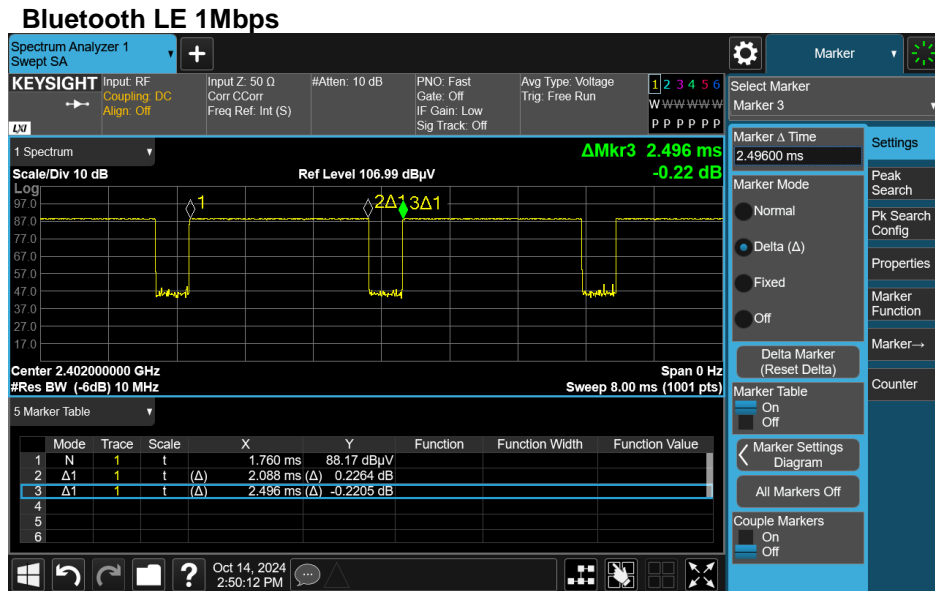 Bluetooth LE 1Mbps
Spectrum Analyzer 1
Swept SA
+
Marker
KEYSIGHT
Input: RF
Coupling: DC
Align: Off
Input Z: 50 Ω
Corr CCorr
Freq Ref: Int (S)
#Atten: 10 dB
PNO: Fast
Gate: Off
IF Gain: Low
Sig Track: Off
Avg Type: Voltage
Trig: Free Run
1 2 3 4 5 6
W W W W W W
P P P P P P
LXI
Select Marker
Marker 3
1 Spectrum
ΔMkr3 2.496 ms
-0.22 dB
Scale/Div 10 dB
Ref Level 106.99 dBµV
Log
97.0
87.0
77.0
67.0
57.0
47.0
37.0
27.0
17.0
1
2Δ1
3Δ1
Center 2.402000000 GHz
Span 0 Hz
#Res BW (-6dB) 10 MHz
Sweep 8.00 ms (1001 pts)
5 Marker Table
Mode Trace Scale X Y Function Function Width Function Value
1 N 1 t 1.760 ms 88.17 dBµV
2 Δ1 1 t (Δ) 2.088 ms (Δ) 0.2264 dB
3 Δ1 1 t (Δ) 2.496 ms (Δ) -0.2205 dB
4
5
6
Marker Δ Time
2.49600 ms
Marker Mode
Normal
Delta (Δ)
Fixed
Off
Delta Marker
(Reset Delta)
Marker Table
On
Off
Marker Settings
Diagram
All Markers Off
Couple Markers
On
Off
Settings
Peak
Search
Pk Search
Config
Properties
Marker
Function
Marker→
Counter
?
Oct 14, 2024
2:50:12 PM